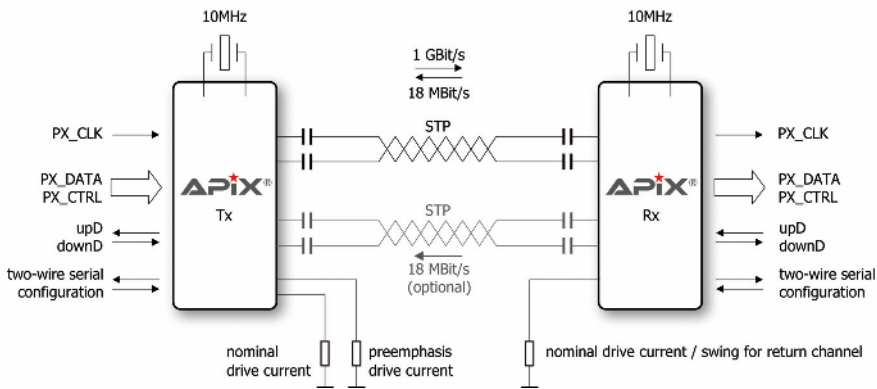 10MHz
10MHz
1 GBit/s
18 MBit/s
STP
PX_CLK
PX_CLK
PX_DATA
PX_CTRL
APiX®
Tx
APiX®
Rx
PX_DATA
PX_CTRL
STP
upD
downD
upD
downD
18 MBit/s
(optional)
two-wire serial
configuration
two-wire serial
configuration
nominal
drive current
preemphasis
drive current
nominal drive current / swing for return channel